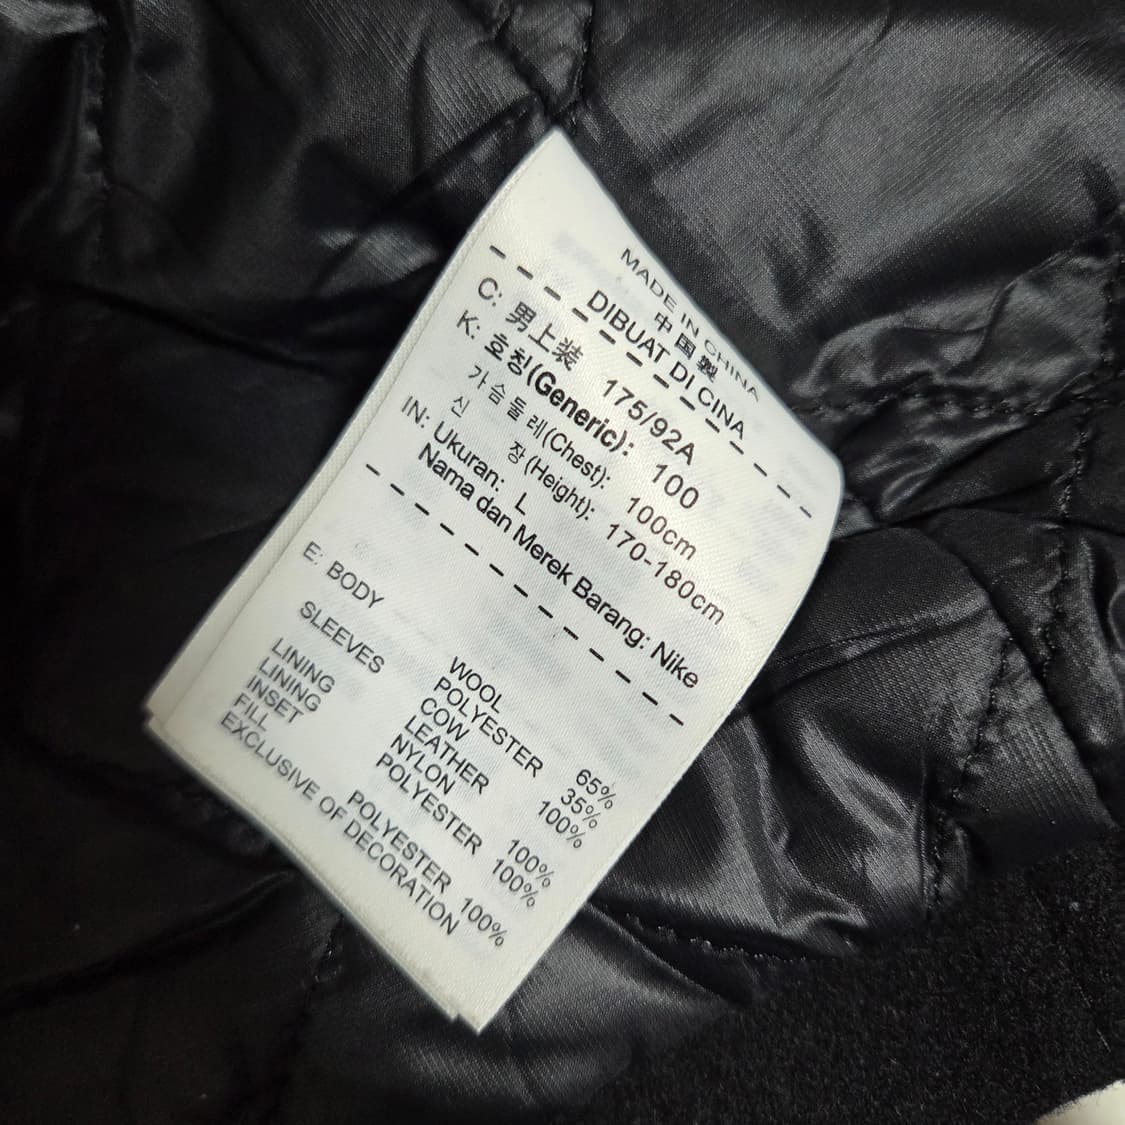 MADE IN CHINA
中国製
DIBUAT DI CINA
C: 男上装 175/92A
K: 호칭(Generic): 100
가슴둘레(Chest): 100cm
신 장(Height): 170-180cm
IN: Ukuran: L
Nama dan Merek Barang: Nike
E: BODY WOOL 65%
POLYESTER 35%
SLEEVES COW 100%
LEATHER
LINING NYLON 100%
LINING POLYESTER 100%
INSET
FILL POLYESTER 100%
EXCLUSIVE OF DECORATION